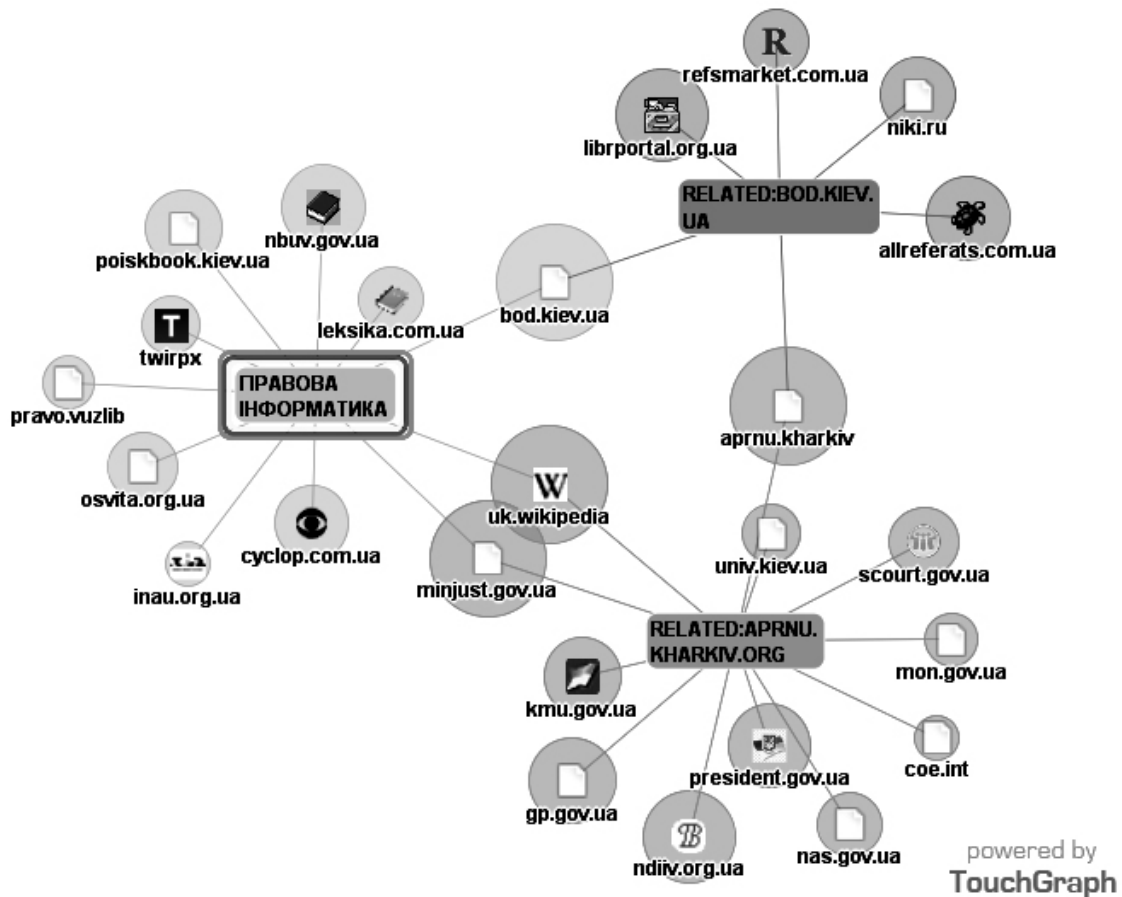 R
refsmarket.com.ua
niki.ru
librportal.org.ua
RELATED:BOD.KIEV.
UA
allreferats.com.ua
nbuv.gov.ua
poiskbook.kiev.ua
bod.kiev.ua
leksika.com.ua
T
twirpx
ПРАВОВА
ІНФОРМАТИКА
pravo.vuzlib
aprnu.kharkiv
osvita.org.ua
W
uk.wikipedia
cyclop.com.ua
univ.kiev.ua
scourt.gov.ua
minjust.gov.ua
inau.org.ua
RELATED:APRNU.
KHARKIV.ORG
mon.gov.ua
kmu.gov.ua
president.gov.ua
coe.int
gp.gov.ua
B
ndiiv.org.ua
nas.gov.ua
powered by
TouchGraph